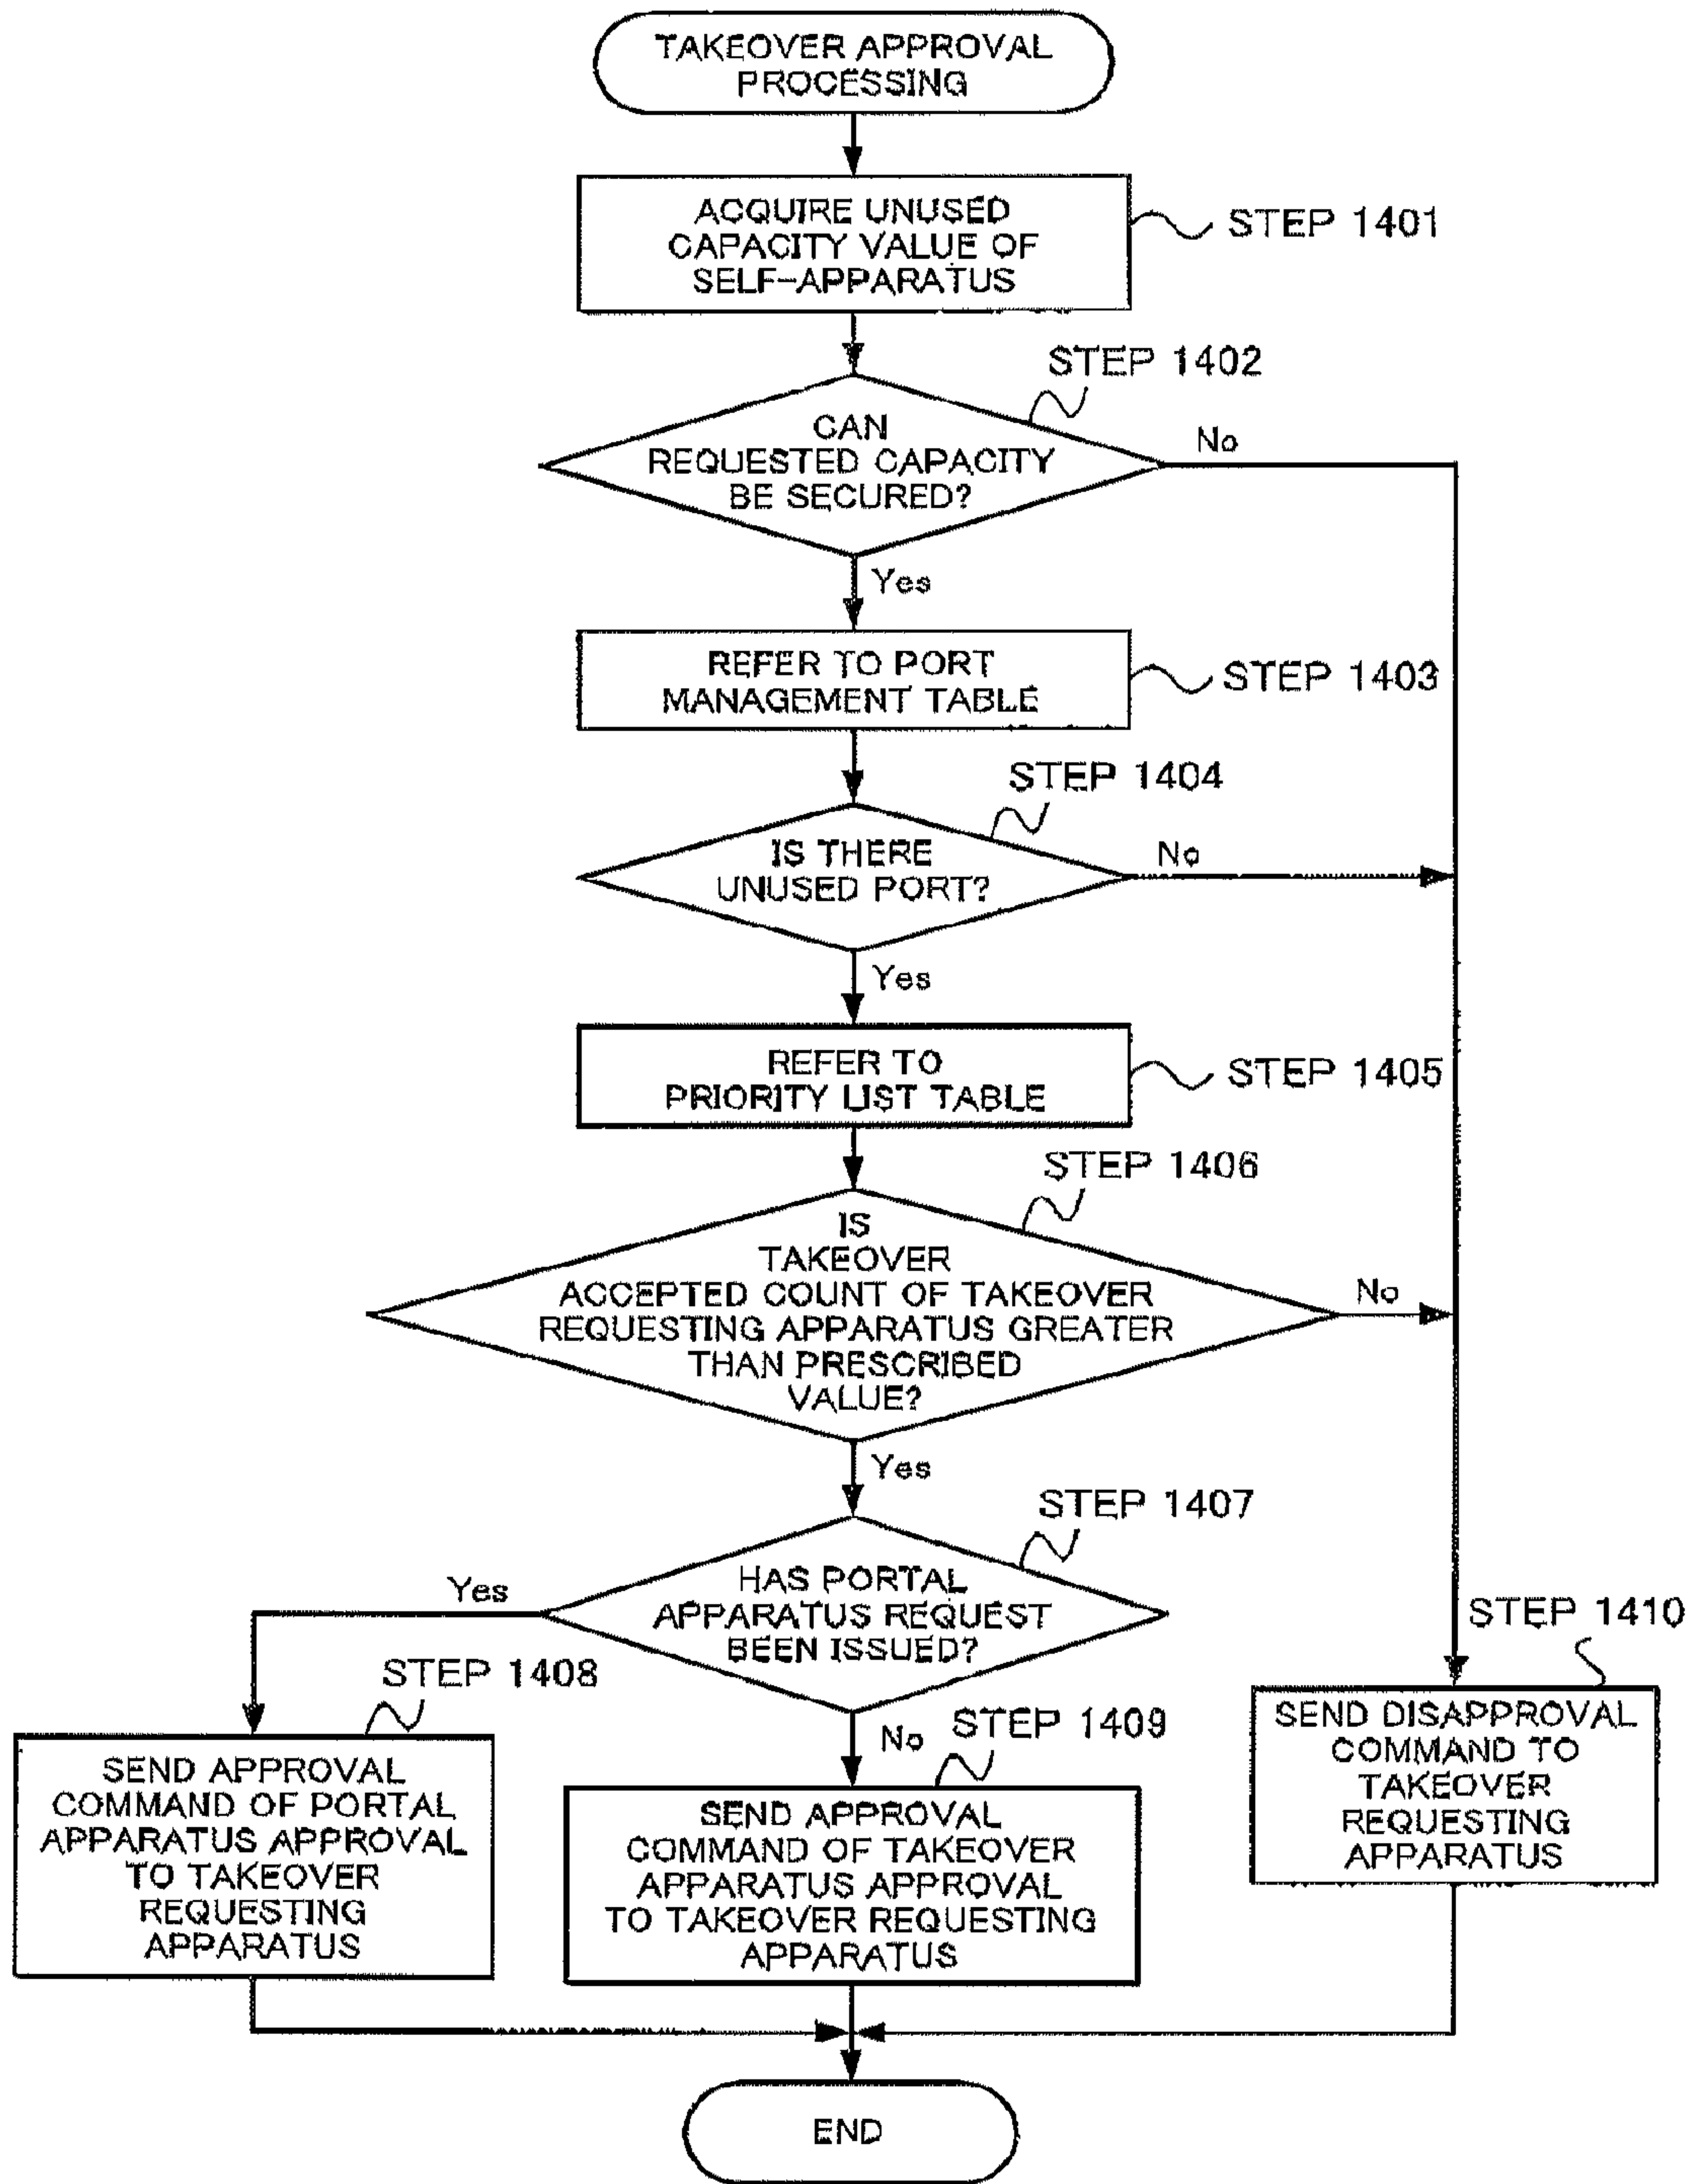 TAKEOVER APPROVAL
PROCESSING
ACQUIRE UNUSED
CAPACITY VALUE OF
SELF-APPARATUS
STEP 1401
STEP 1402
CAN
REQUESTED CAPACITY
BE SECURED?
No
Yes
REFER TO PORT
MANAGEMENT TABLE
STEP 1403
STEP 1404
IS THERE
UNUSED PORT?
No
Yes
REFER TO
PRIORITY LIST TABLE
STEP 1405
STEP 1406
IS
TAKEOVER
ACCEPTED COUNT OF TAKEOVER
REQUESTING APPARATUS GREATER
THAN PRESCRIBED
VALUE?
No
Yes
STEP 1407
HAS PORTAL
APPARATUS REQUEST
BEEN ISSUED?
Yes
No
STEP 1408
SEND APPROVAL
COMMAND OF PORTAL
APPARATUS APPROVAL
TO TAKEOVER
REQUESTING
APPARATUS
STEP 1409
SEND APPROVAL
COMMAND OF TAKEOVER
APPARATUS APPROVAL
TO TAKEOVER REQUESTING
APPARATUS
STEP 1410
SEND DISAPPROVAL
COMMAND TO
TAKEOVER
REQUESTING
APPARATUS
END